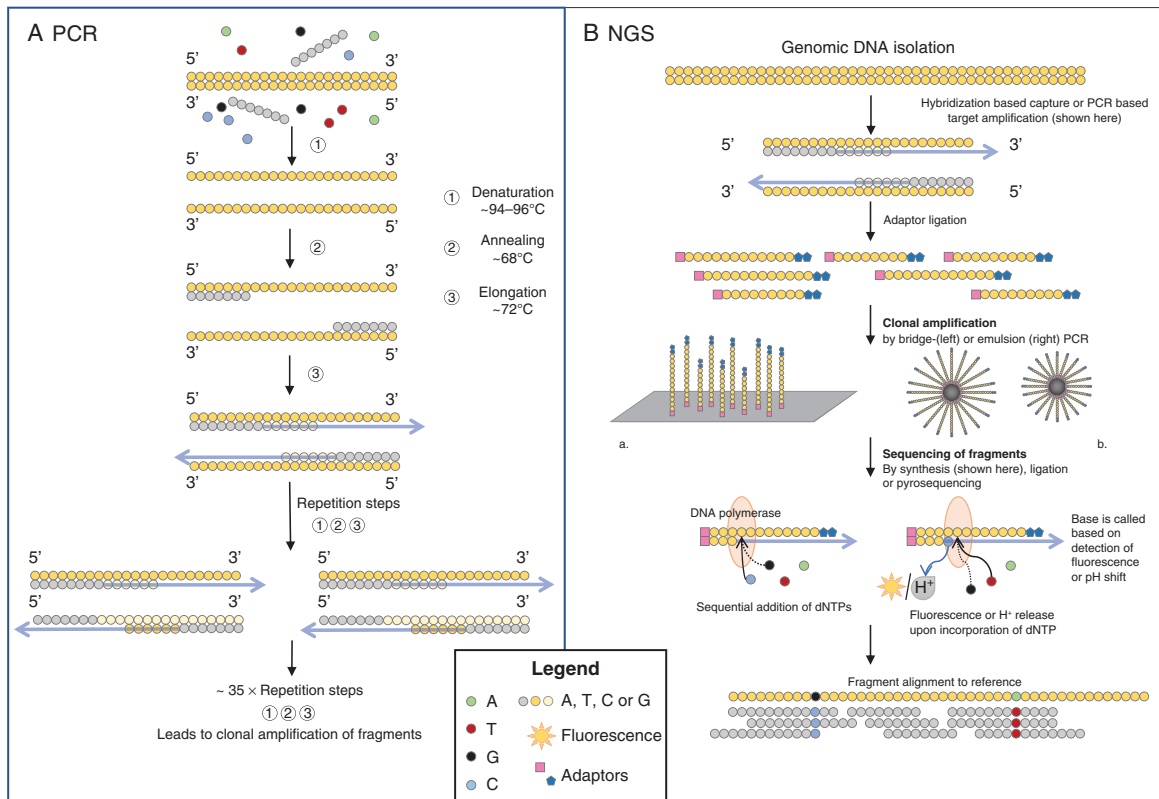 A PCR
5’
3’
3’
5’
①
5’
3’
3’
5’
① Denaturation
~94–96°C
② Annealing
~68°C
③ Elongation
~72°C
②
5’
3’
5’
③
5’
3’
3’
5’
Repetition steps
① ② ③
5’
3’
5’
3’
5’
3’
5’
3’
~ 35 × Repetition steps
① ② ③
Leads to clonal amplification of fragments
Legend
A
T
G
C
A, T, C or G
Fluorescence
Adaptors
B NGS
Genomic DNA isolation
Hybridization based capture or PCR based
target amplification (shown here)
5’
3’
3’
5’
Adaptor ligation
Clonal amplification
by bridge-(left) or emulsion (right) PCR
a.
b.
Sequencing of fragments
By synthesis (shown here), ligation
or pyrosequencing
DNA polymerase
Sequential addition of dNTPs
H+
Fluorescence or H+ release
upon incorporation of dNTP
Base is called
based on
detection of
fluorescence
or pH shift
Fragment alignment to reference